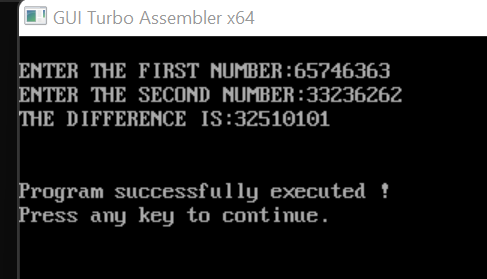 GUI Turbo Assembler x64
ENTER THE FIRST NUMBER:65746363
ENTER THE SECOND NUMBER:33236262
THE DIFFERENCE IS:32510101
Program successfully executed !
Press any key to continue.